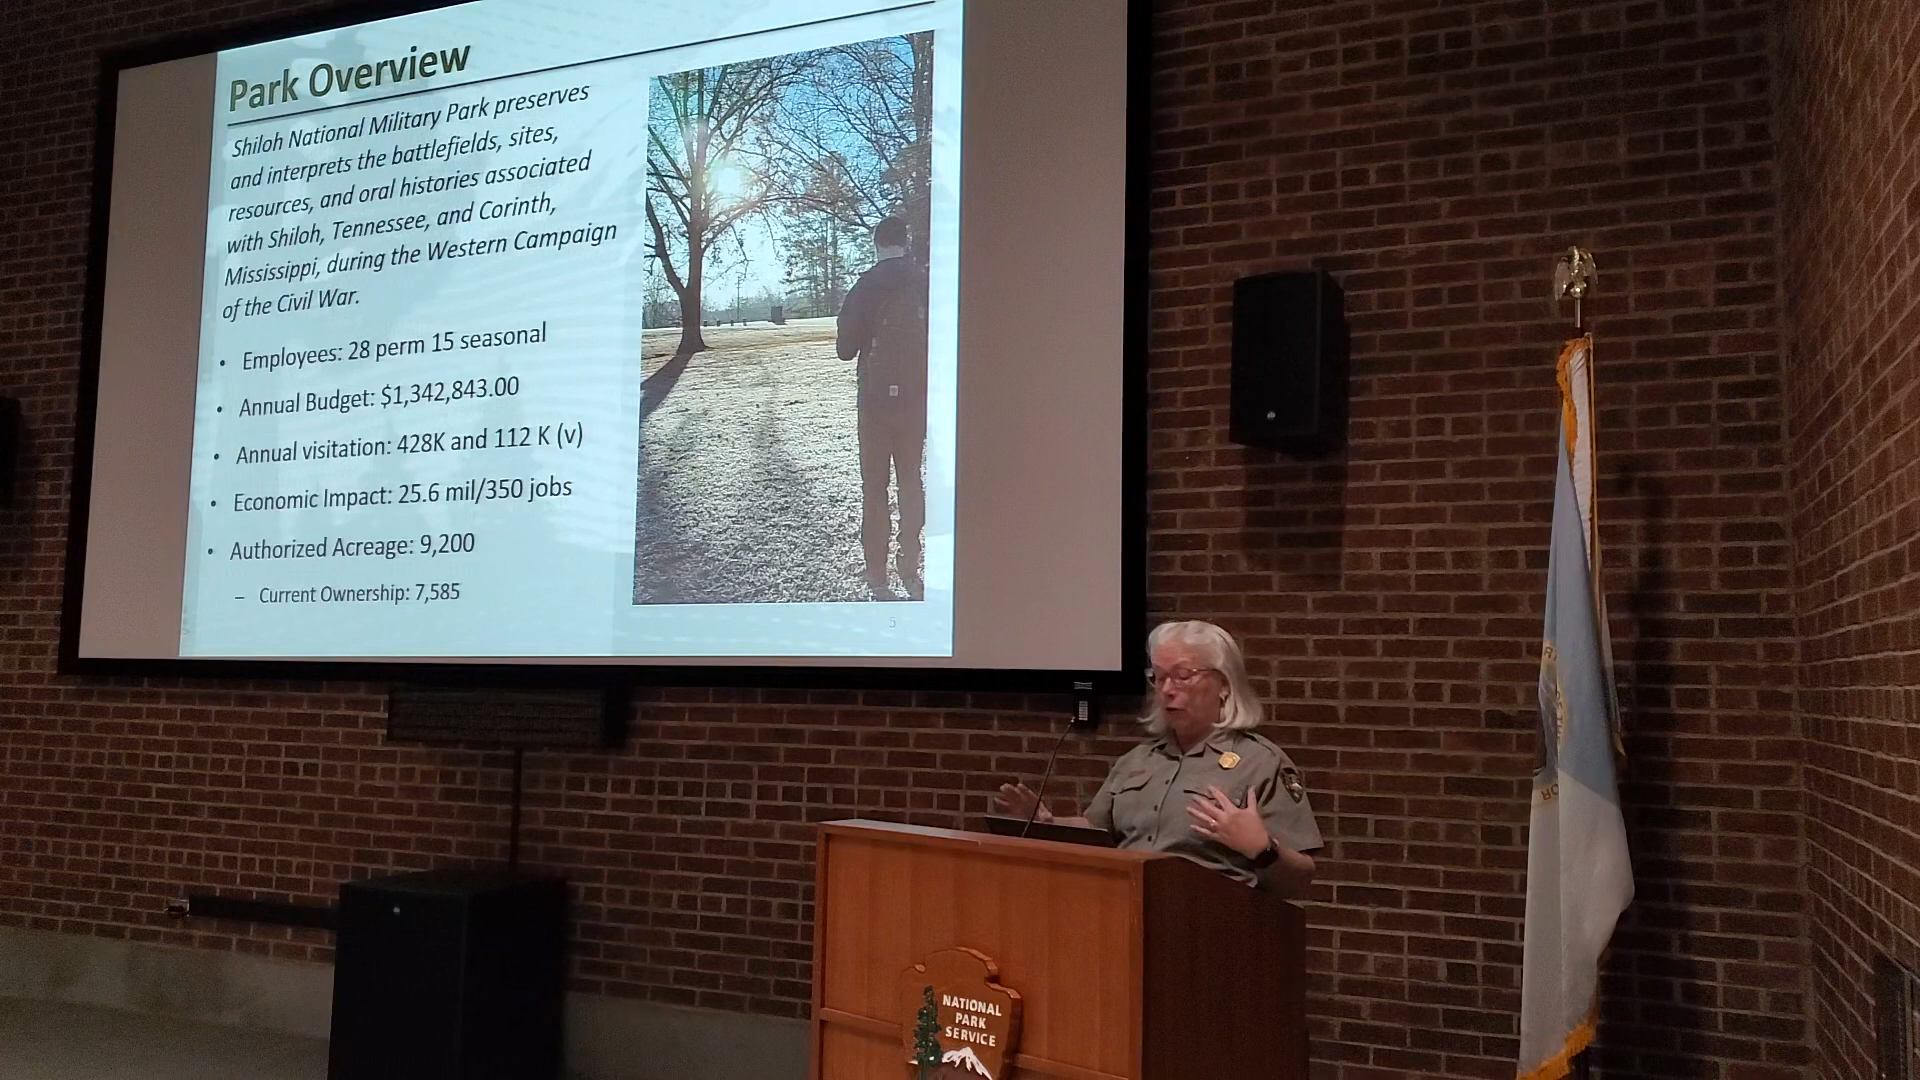 Park Overview
Shiloh National Military Park preserves
and interprets the battlefields, sites,
resources, and oral histories associated
with Shiloh, Tennessee, and Corinth,
Mississippi, during the Western Campaign
of the Civil War.
• Employees: 28 perm 15 seasonal
• Annual Budget: $1,342,843.00
• Annual visitation: 428K and 112 K (v)
• Economic Impact: 25.6 mil/350 jobs
• Authorized Acreage: 9,200
– Current Ownership: 7,585
5
NATIONAL
PARK
SERVICE